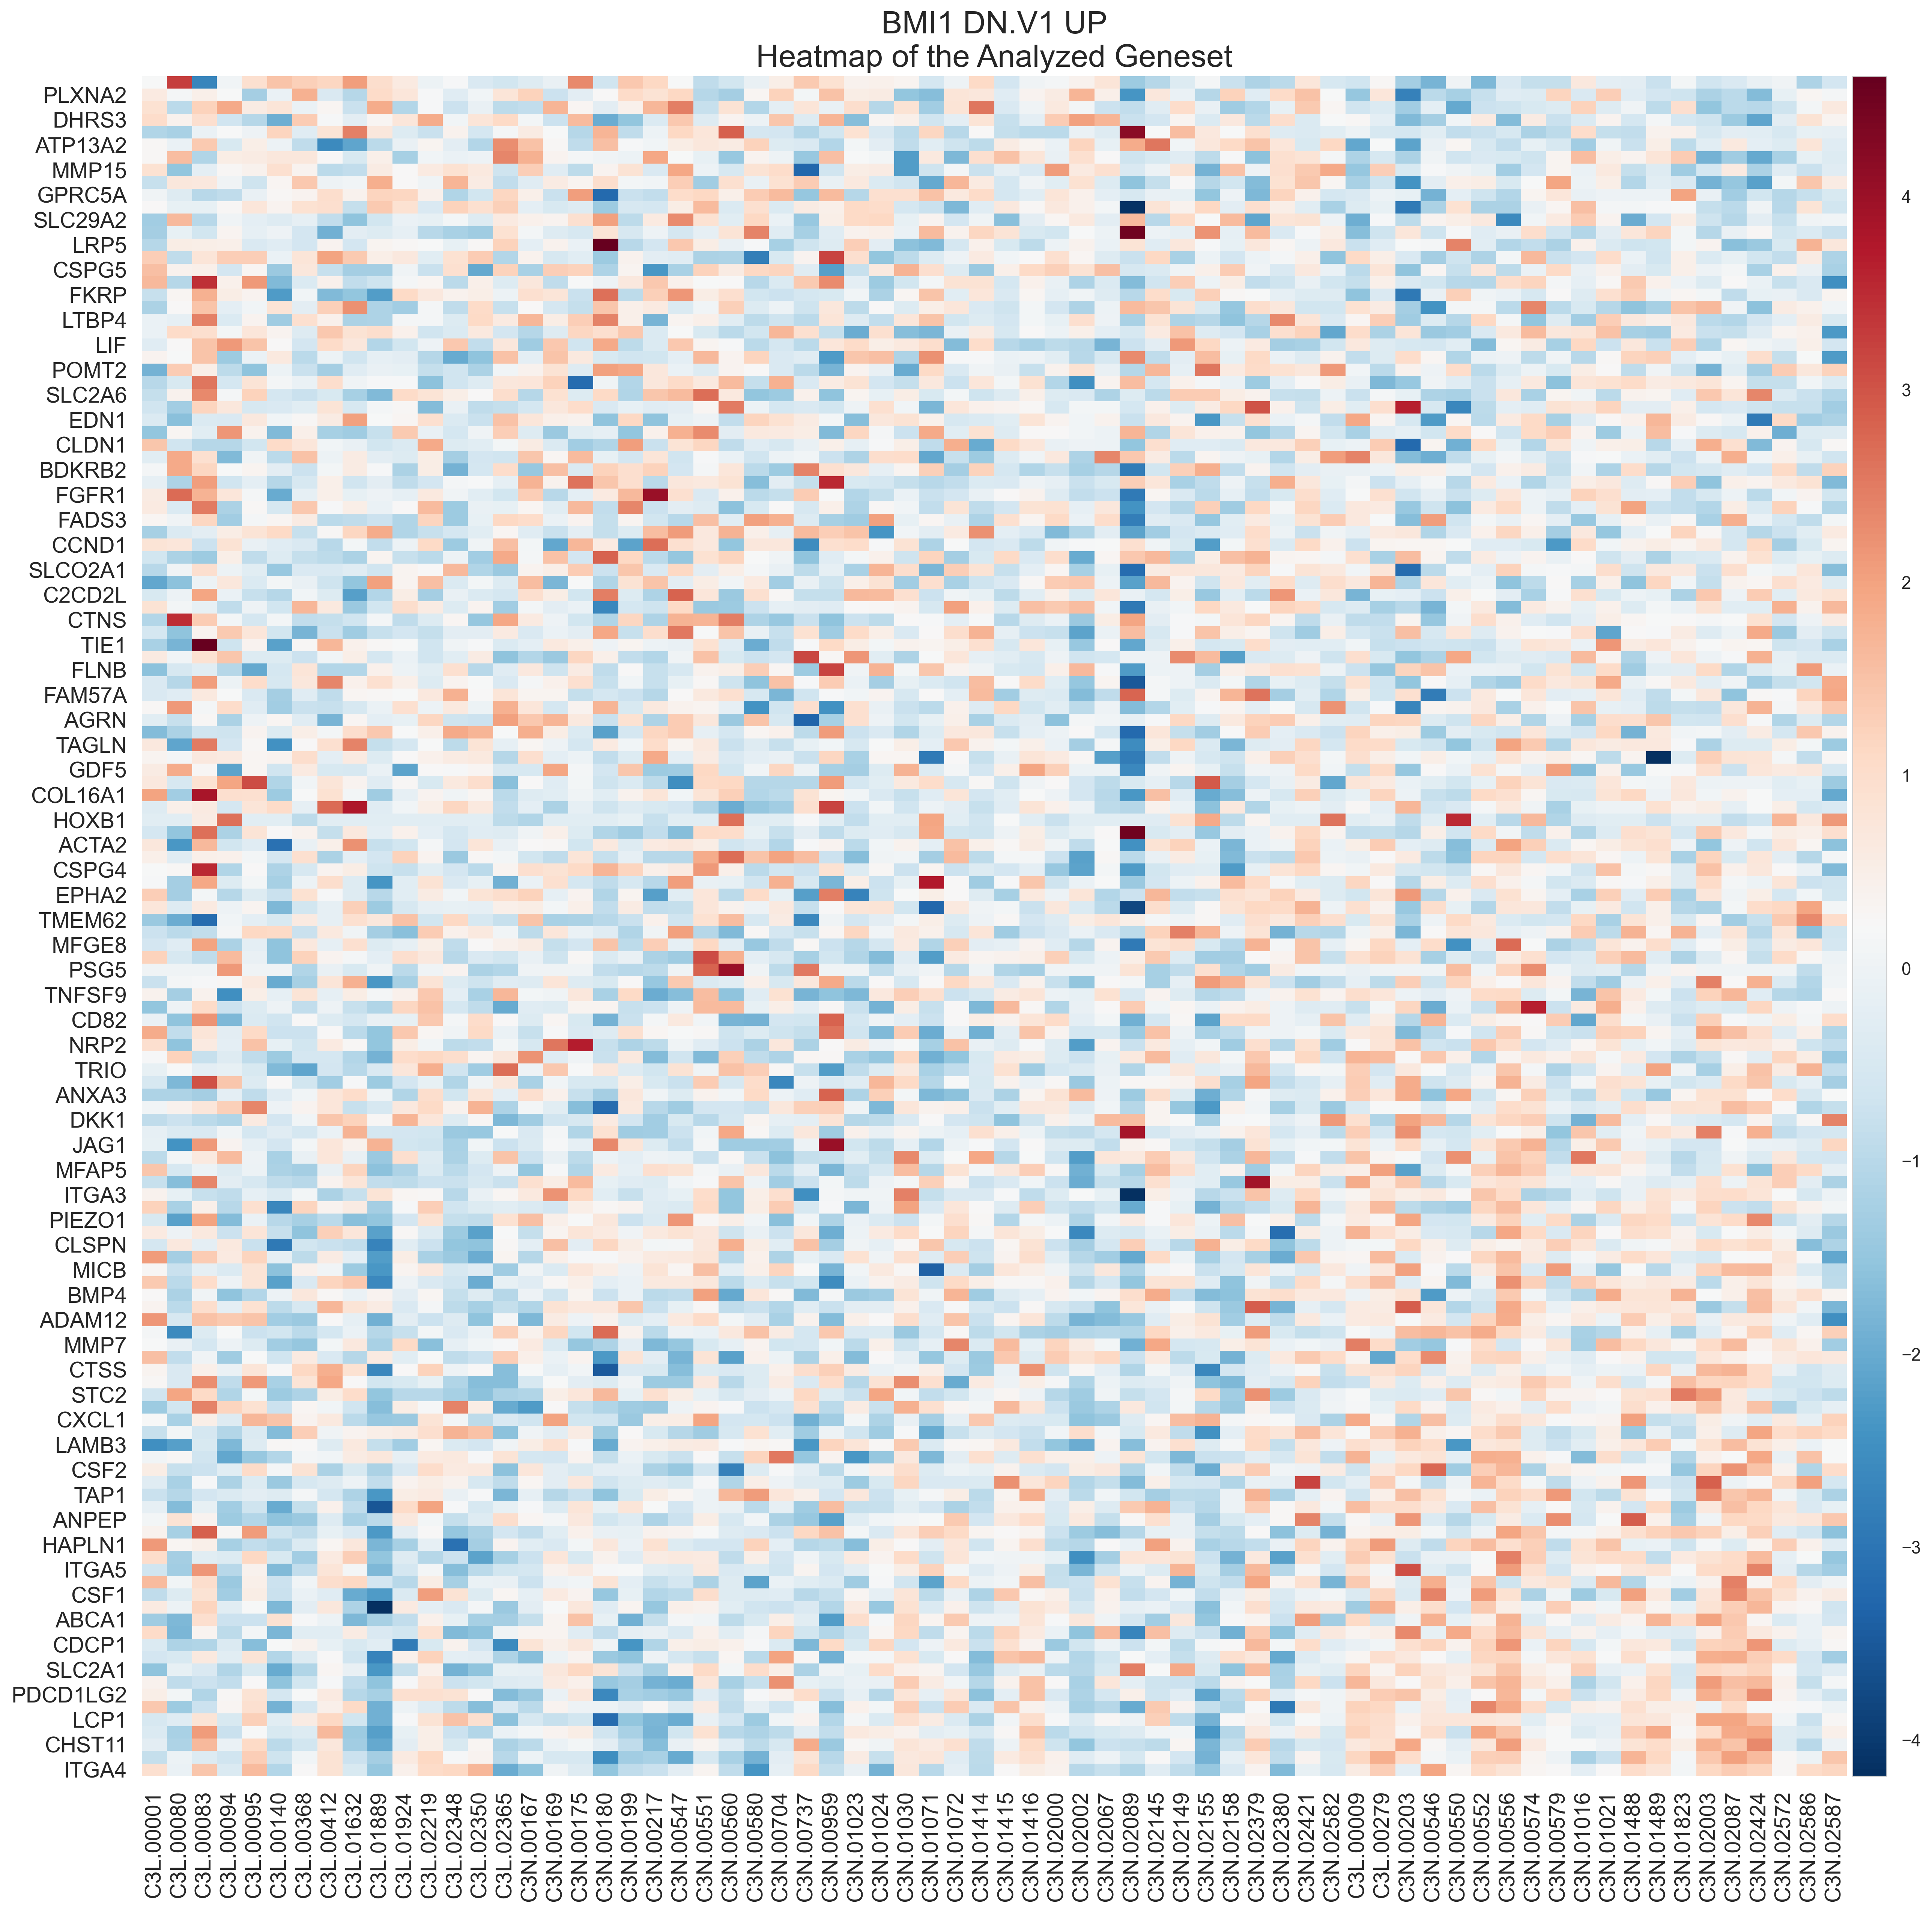 BMI1 DN.V1 UP
Heatmap of the Analyzed Geneset
PLXNA2
DHRS3
ATP13A2
MMP15
GPRC5A
SLC29A2
LRP5
CSPG5
FKRP
LTBP4
LIF
POMT2
SLC2A6
EDN1
CLDN1
BDKRB2
FGFR1
FADS3
CCND1
SLCO2A1
C2CD2L
CTNS
TIE1
FLNB
FAM57A
AGRN
TAGLN
GDF5
COL16A1
HOXB1
ACTA2
CSPG4
EPHA2
TMEM62
MFGE8
PSG5
TNFSF9
CD82
NRP2
TRIO
ANXA3
DKK1
JAG1
MFAP5
ITGA3
PIEZO1
CLSPN
MICB
BMP4
ADAM12
MMP7
CTSS
STC2
CXCL1
LAMB3
CSF2
TAP1
ANPEP
HAPLN1
ITGA5
CSF1
ABCA1
CDCP1
SLC2A1
PDCD1LG2
LCP1
CHST11
ITGA4
4
3
2
1
0
−1
−2
−3
−4
C3L.00001
C3L.00080
C3L.00083
C3L.00094
C3L.00095
C3L.00140
C3L.00368
C3L.00412
C3L.01632
C3L.01889
C3L.01924
C3L.02219
C3L.02348
C3L.02350
C3L.02365
C3N.00167
C3N.00169
C3N.00175
C3N.00180
C3N.00199
C3N.00217
C3N.00547
C3N.00551
C3N.00560
C3N.00580
C3N.00704
C3N.00737
C3N.00959
C3N.01023
C3N.01024
C3N.01030
C3N.01071
C3N.01072
C3N.01414
C3N.01415
C3N.01416
C3N.02000
C3N.02002
C3N.02067
C3N.02089
C3N.02145
C3N.02149
C3N.02155
C3N.02158
C3N.02379
C3N.02380
C3N.02421
C3N.02582
C3L.00009
C3L.00279
C3N.00203
C3N.00546
C3N.00550
C3N.00552
C3N.00556
C3N.00574
C3N.00579
C3N.01016
C3N.01021
C3N.01488
C3N.01489
C3N.01823
C3N.02003
C3N.02087
C3N.02424
C3N.02572
C3N.02586
C3N.02587